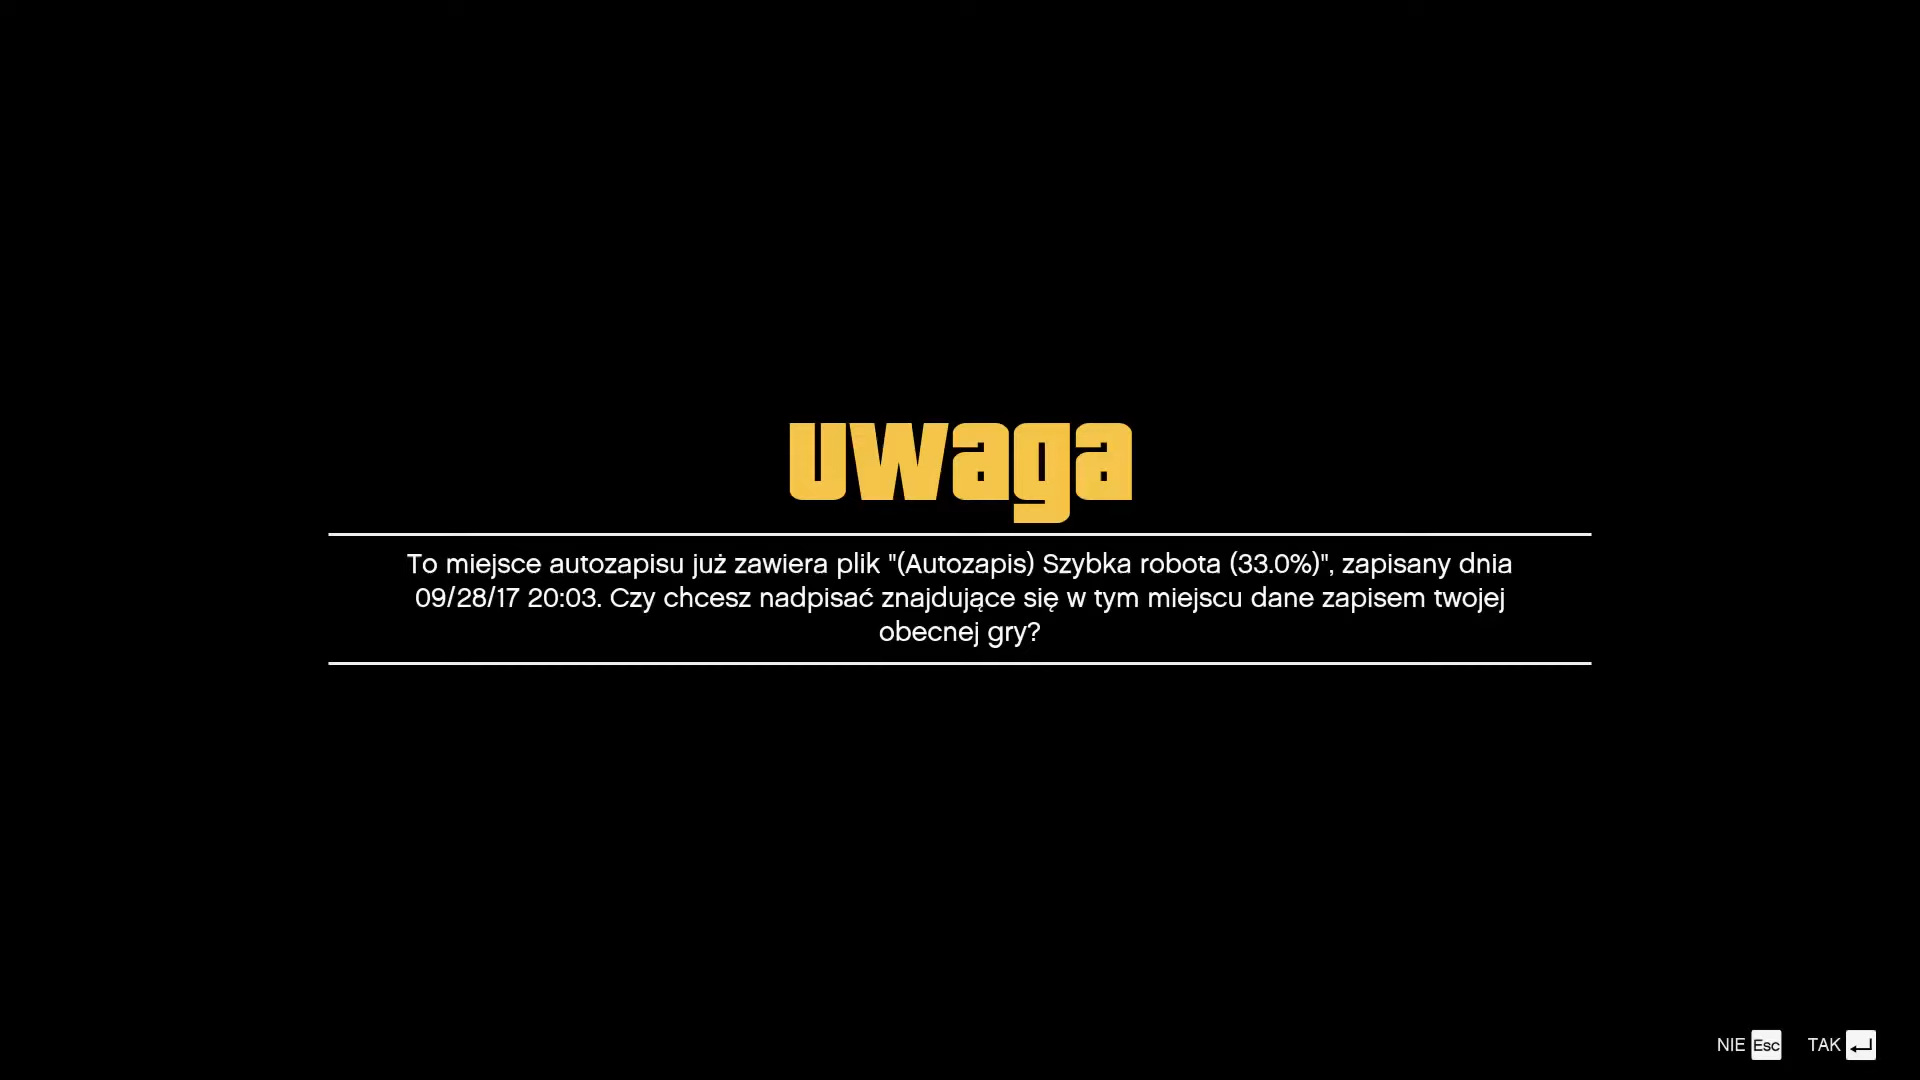 uwaga
To miejsce autozapisu już zawiera plik "(Autozapis) Szybka robota (33.0%)", zapisany dnia
09/28/17 20:03. Czy chcesz nadpisać znajdujące się w tym miejscu dane zapisem twojej
obecnej gry?
NIE Esc TAK